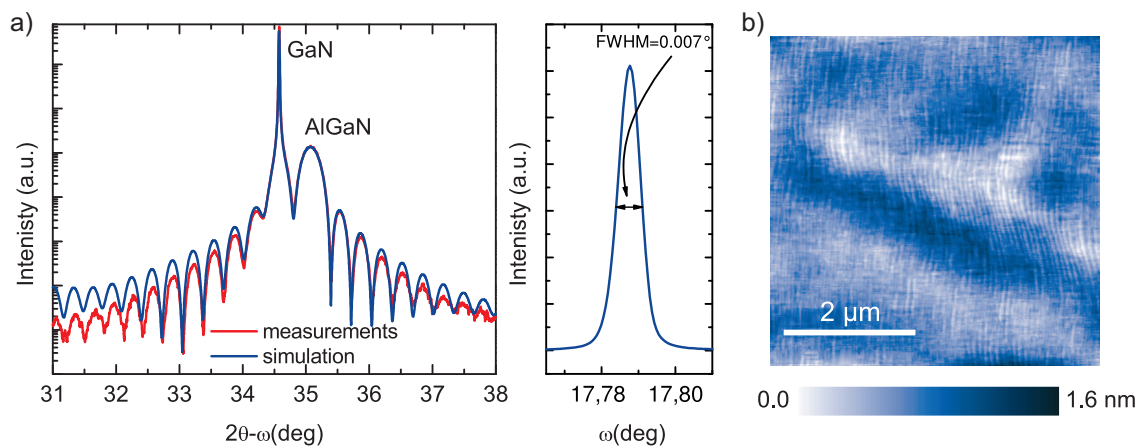 a)
GaN
AlGaN
Intenisty (a.u.)
measurements
simulation
31 32 33 34 35 36 37 38
2θ-ω(deg)
FWHM=0.007°
Intenisty (a.u.)
17,78 17,80
ω(deg)
b)
2 µm
0.0 1.6 nm